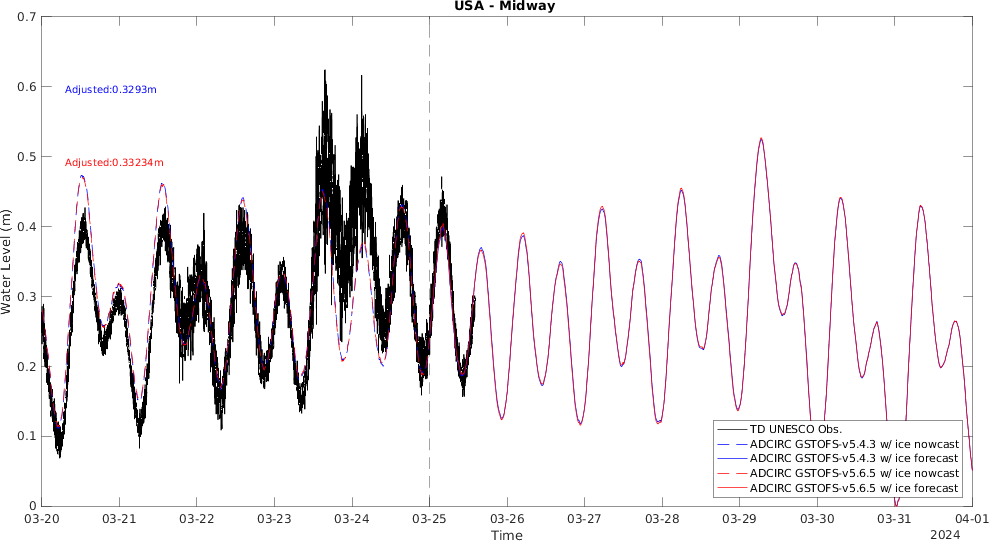 USA - Midway
0.7
0.6
0.5
0.4
0.3
0.2
0.1
0
Water Level (m)
Adjusted:0.3293m
Adjusted:0.33234m
TD UNESCO Obs.
ADCIRC GSTOFS-v5.4.3 w/ ice nowcast
ADCIRC GSTOFS-v5.4.3 w/ ice forecast
ADCIRC GSTOFS-v5.6.5 w/ ice nowcast
ADCIRC GSTOFS-v5.6.5 w/ ice forecast
03-20 03-21 03-22 03-23 03-24 03-25 03-26 03-27 03-28 03-29 03-30 03-31 04-01
Time
2024